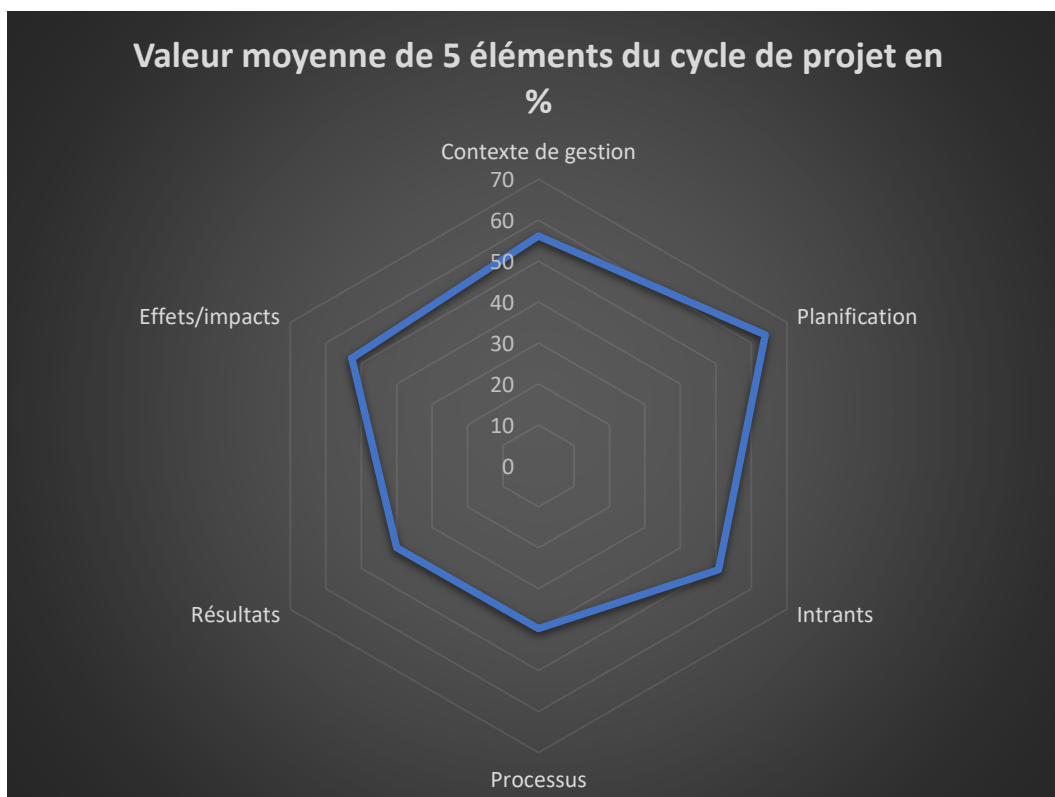 Valeur moyenne de 5 éléments du cycle de projet en
%
Contexte de gestion
70
60
50
40
30
20
10
0
Effets/impacts
Planification
Résultats
Intrants
Processus